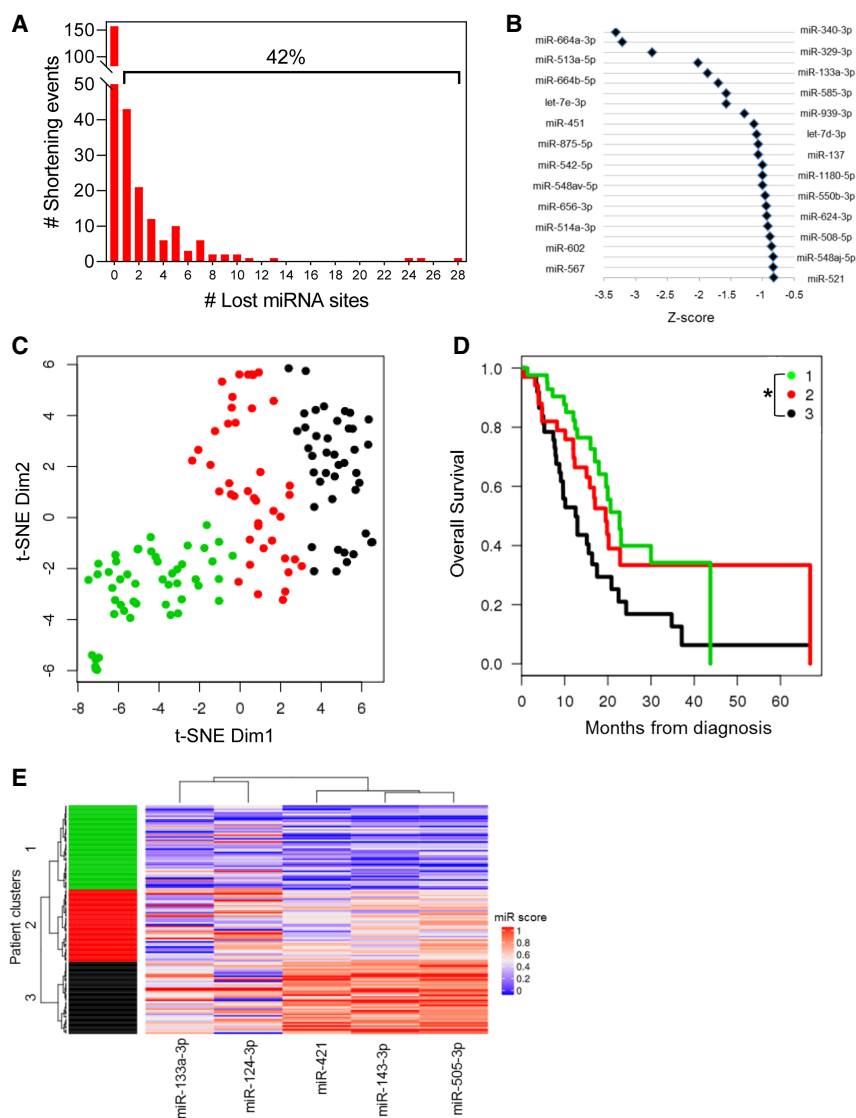 A
150
100
50
40
30
20
10
0
42%
# Shortening events
0 2 4 6 8 10 12 14 16 18 20 22 24 26 28
# Lost miRNA sites
B
miR-340-3p
miR-664a-3p
miR-329-3p
miR-513a-5p
miR-133a-3p
miR-664b-5p
miR-585-3p
let-7e-3p
miR-939-3p
miR-451
let-7d-3p
miR-875-5p
miR-137
miR-542-5p
miR-1180-5p
miR-548av-5p
miR-550b-3p
miR-656-3p
miR-624-3p
miR-514a-3p
miR-508-5p
miR-602
miR-548aj-5p
miR-567
miR-521
-3.5 -3 -2.5 -2 -1.5 -1 -0.5
Z-score
C
6
4
2
0
-2
-4
-6
t-SNE Dim2
-8 -6 -4 -2 0 2 4 6
t-SNE Dim1
D
1.0
0.8
0.6
0.4
0.2
0.0
Overall Survival
1
2
3
*
0 10 20 30 40 50 60
Months from diagnosis
E
Patient clusters
1
2
3
miR score
1
0.8
0.6
0.4
0.2
0
miR-133a-3p
miR-124-3p
miR-421
miR-143-3p
miR-505-3p